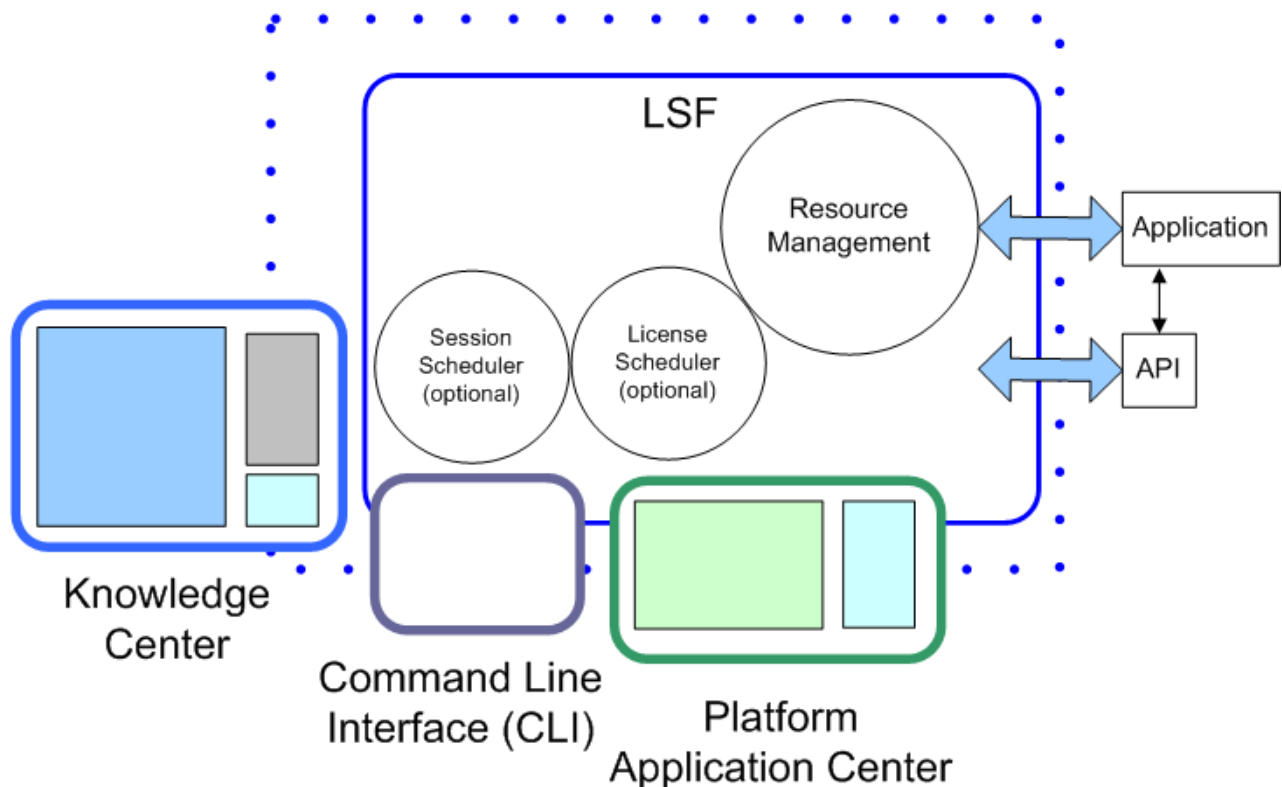 LSF
Resource
Management
Application
Session
Scheduler
(optional)
License
Scheduler
(optional)
API
Knowledge
Center
Command Line
Interface (CLI)
Platform
Application Center